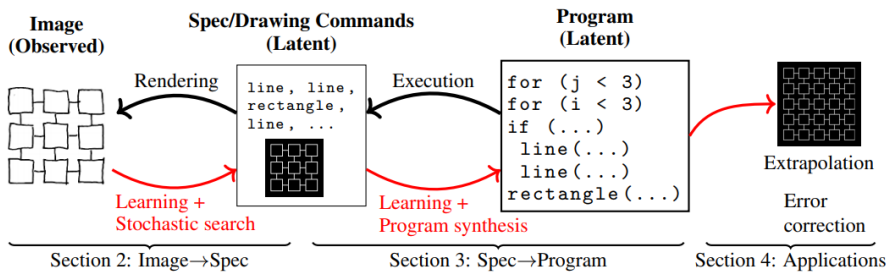 Image
(Observed)
Spec/Drawing Commands
(Latent)
Program
(Latent)
Rendering
line, line,
rectangle,
line, ...
Execution
for (j < 3)
for (i < 3)
if (...)
line(...)
line(...)
rectangle(...)
Learning +
Stochastic search
Learning +
Program synthesis
Extrapolation
Error
correction
Section 2: Image→Spec
Section 3: Spec→Program
Section 4: Applications